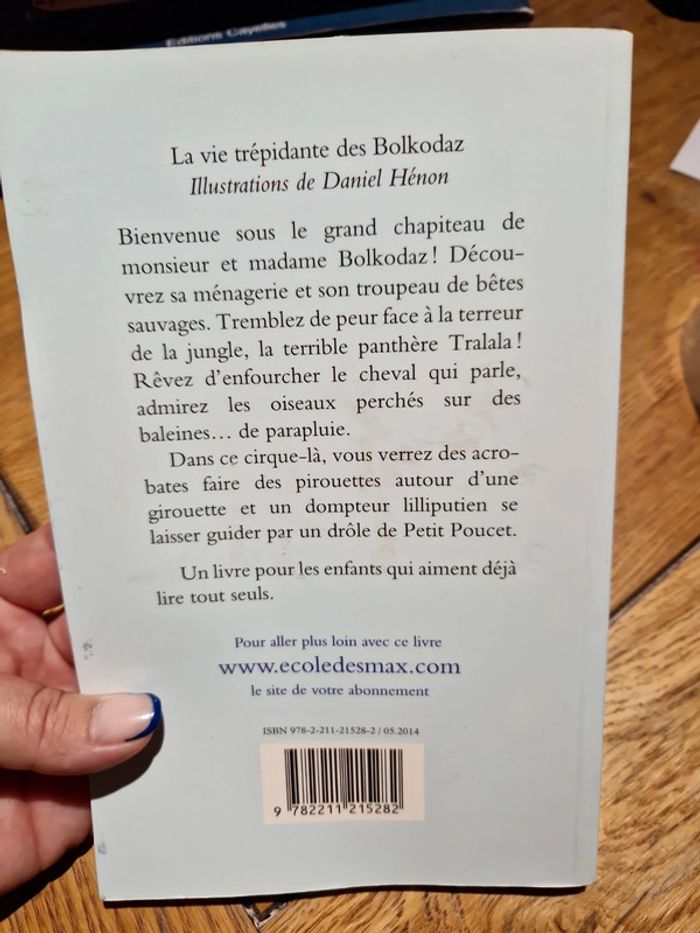 Editions Cayelles
La vie trépidante des Bolkodaz
Illustrations de Daniel Hénon
Bienvenue sous le grand chapiteau de
monsieur et madame Bolkodaz ! Décou-
vrez sa ménagerie et son troupeau de bêtes
sauvages. Tremblez de peur face à la terreur
de la jungle, la terrible panthère Tralala !
Rêvez d’enfourcher le cheval qui parle,
admirez les oiseaux perchés sur des
baleines… de parapluie.
Dans ce cirque-là, vous verrez des acro-
bates faire des pirouettes autour d’une
girouette et un dompteur lilliputien se
laisser guider par un drôle de Petit Poucet.
Un livre pour les enfants qui aiment déjà
lire tout seuls.
Pour aller plus loin avec ce livre
www.ecoledesmax.com
le site de votre abonnement
ISBN 978-2-211-21528-2 / 05.2014
9 782211 215282